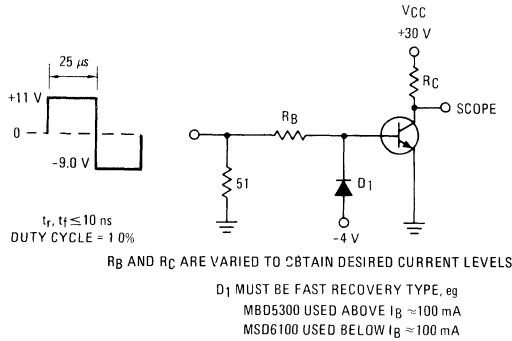 VCC
+30 V
25 μs
RC
+11 V
SCOPE
0
RB
-9.0 V
51
D1
-4 V
tr, tf ≤ 10 ns
DUTY CYCLE = 1 0%
RB AND RC ARE VARIED TO OBTAIN DESIRED CURRENT LEVELS
D1 MUST BE FAST RECOVERY TYPE, eg
MBD5300 USED ABOVE IB ≈100 mA
MSD6100 USED BELOW IB ≈100 mA